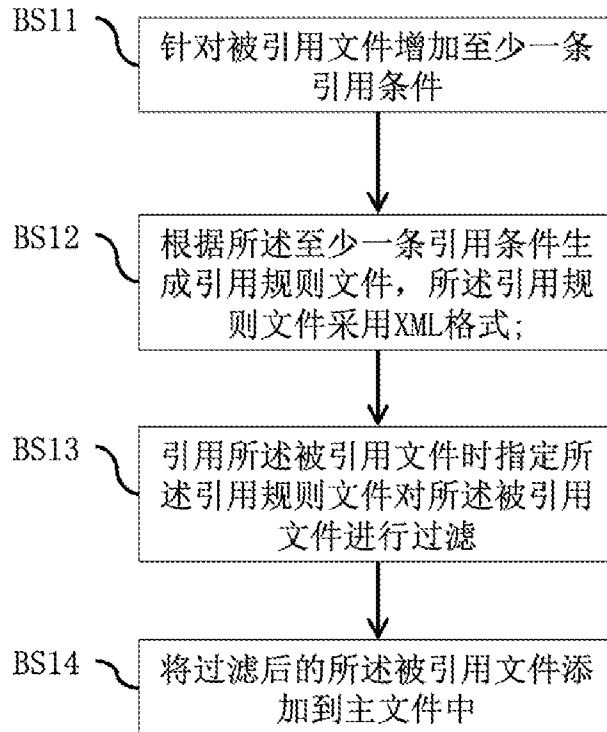 BS11
针对被引用文件增加至少一条
引用条件
BS12
根据所述至少一条引用条件生
成引用规则文件，所述引用规
则文件采用XML格式;
BS13
引用所述被引用文件时指定所
述引用规则文件对所述被引用
文件进行过滤
BS14
将过滤后的所述被引用文件添
加到主文件中